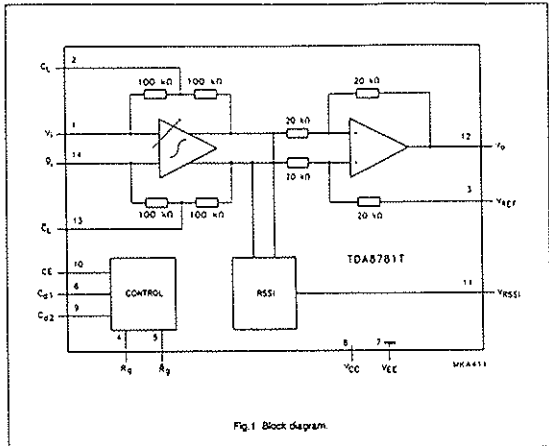 CL 2
100 kΩ 100 kΩ
20 kΩ
1
20 kΩ
12 Vo
14
20 kΩ
3 VREF
20 kΩ
100 kΩ 100 kΩ
13
CL
TDA8781T
CE 10
11 VRSSI
Cd1 6
CONTROL
RSSI
Cd2 9
4 5
8 7
Rg Rg
VCC VEE
MKA411
Fig.1 Block diagram.